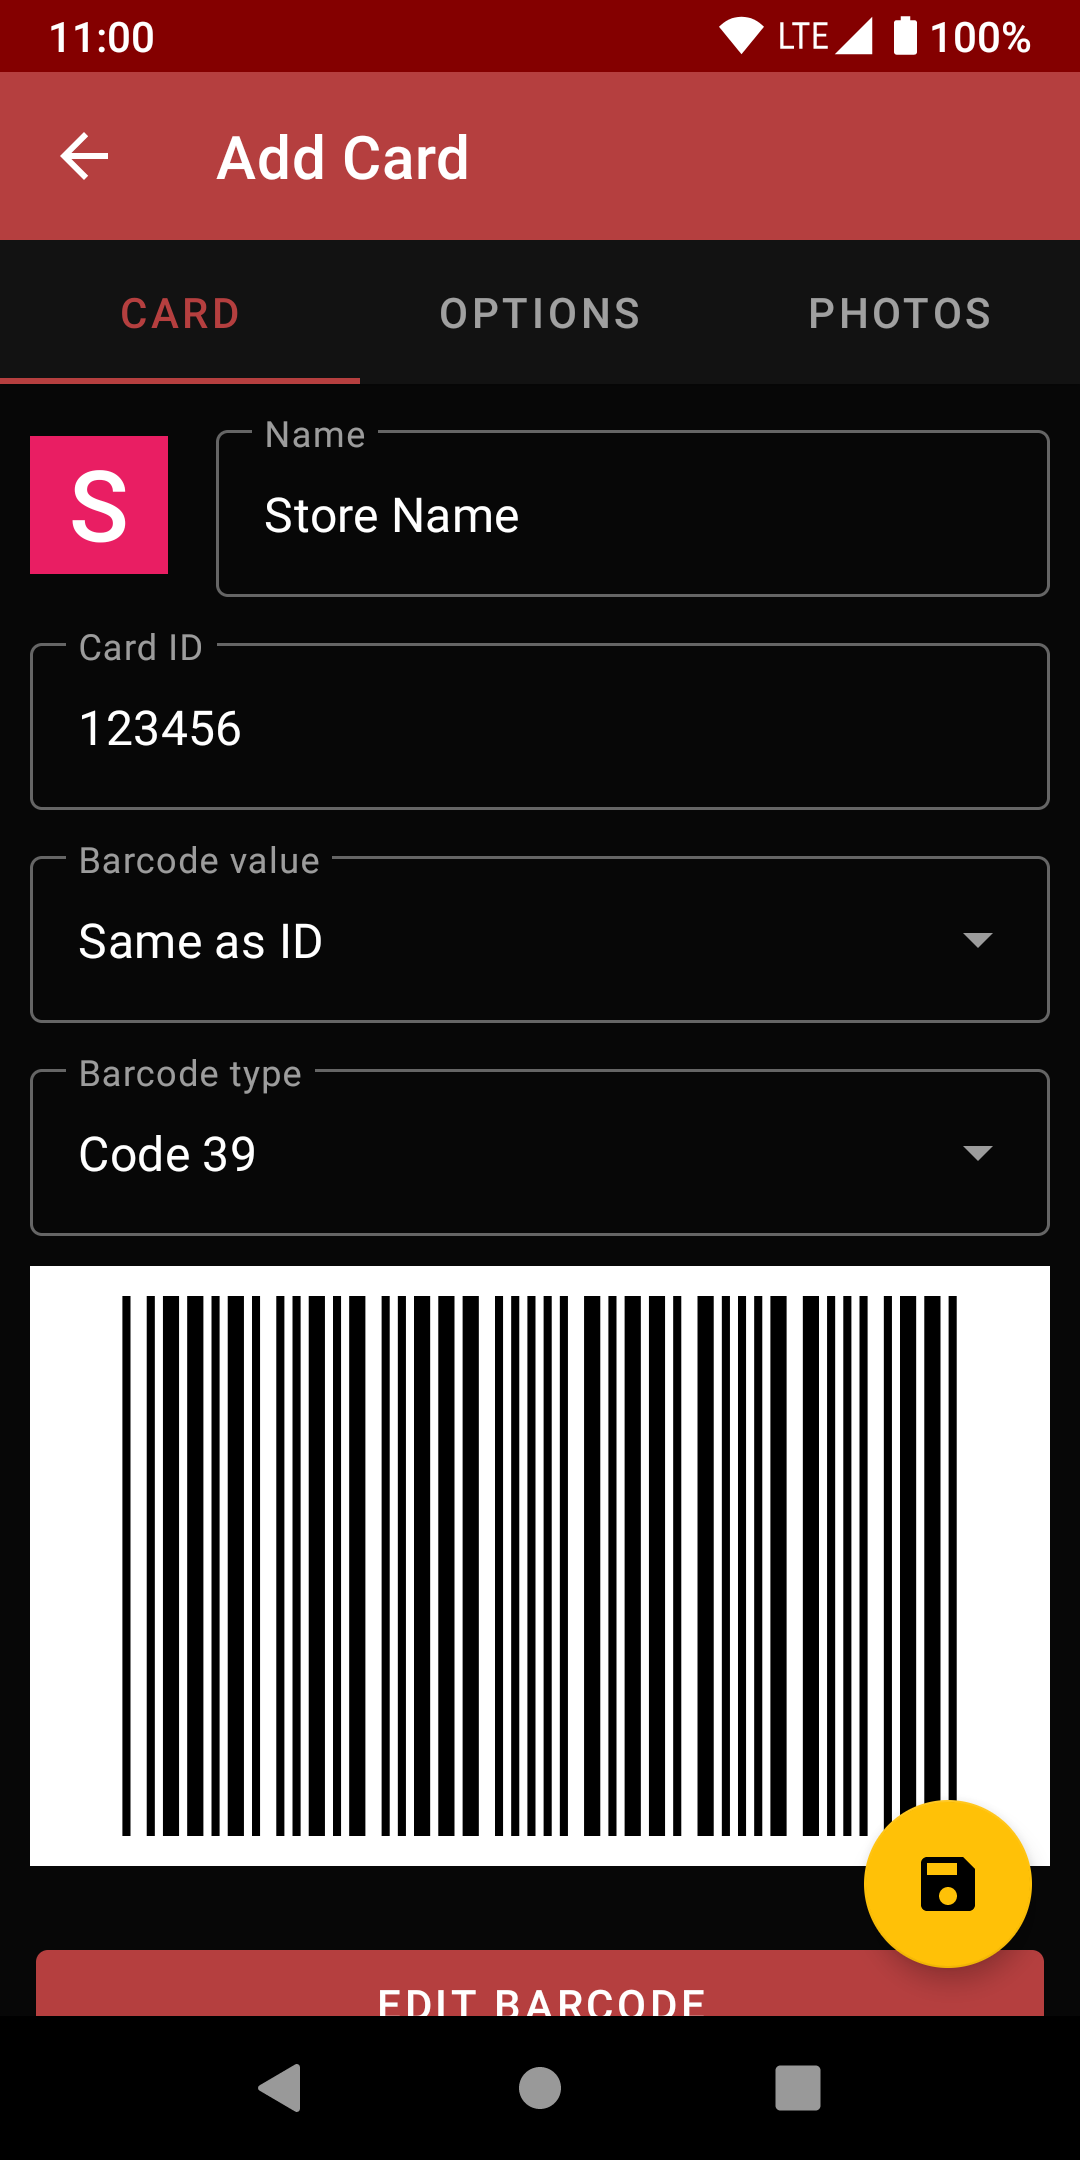 11:00 LTE 100%
Add Card
CARD OPTIONS PHOTOS
Name
S Store Name
Card ID
123456
Barcode value
Same as ID
Barcode type
Code 39
EDIT BARCODE